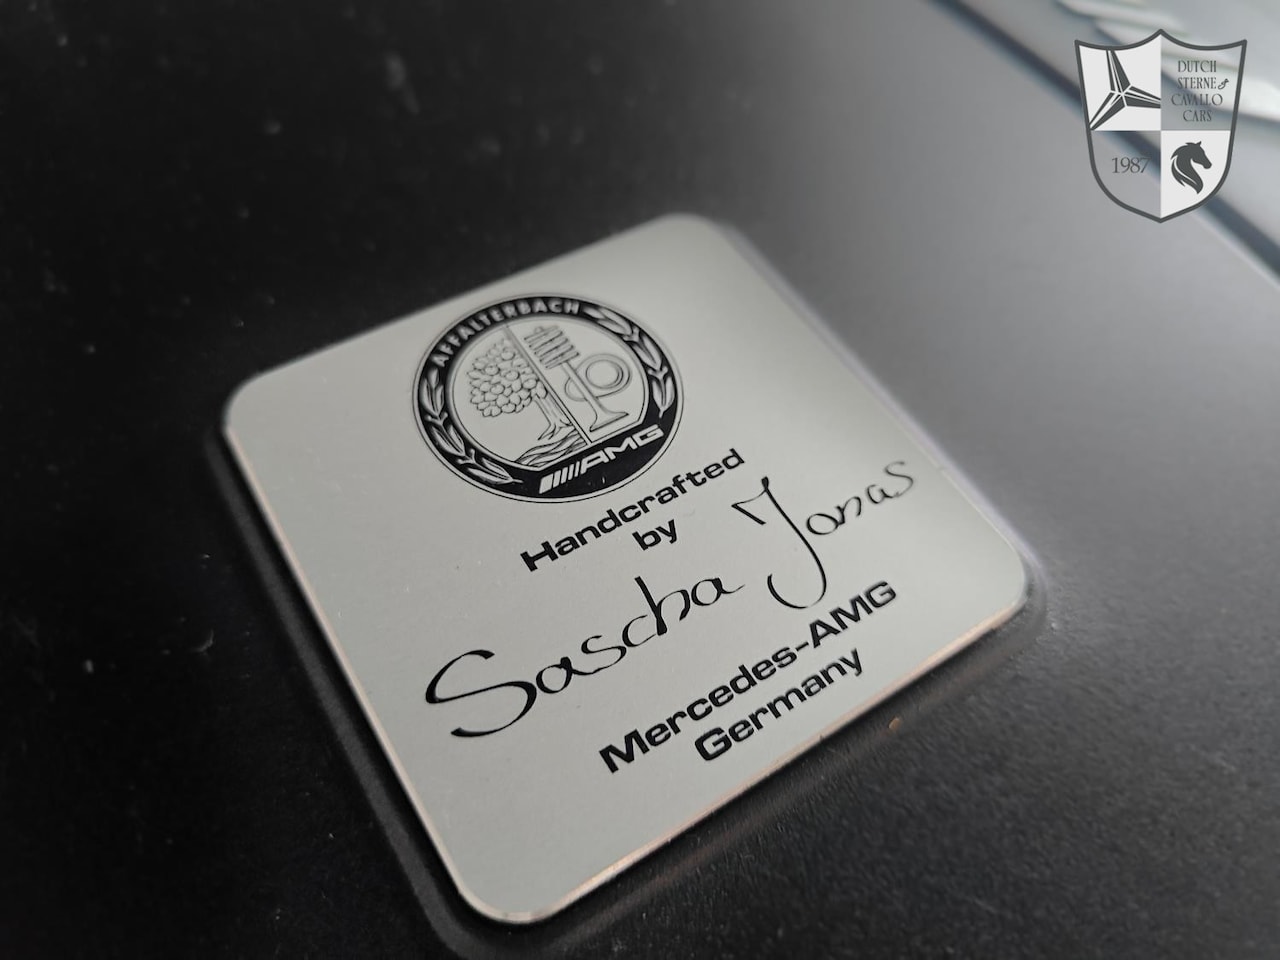 DUTCH
STERNE &
CAVALLO
CARS
1987
AFFALTERBACH
AMG
Handcrafted
by
Sascha Jonas
Mercedes-AMG
Germany